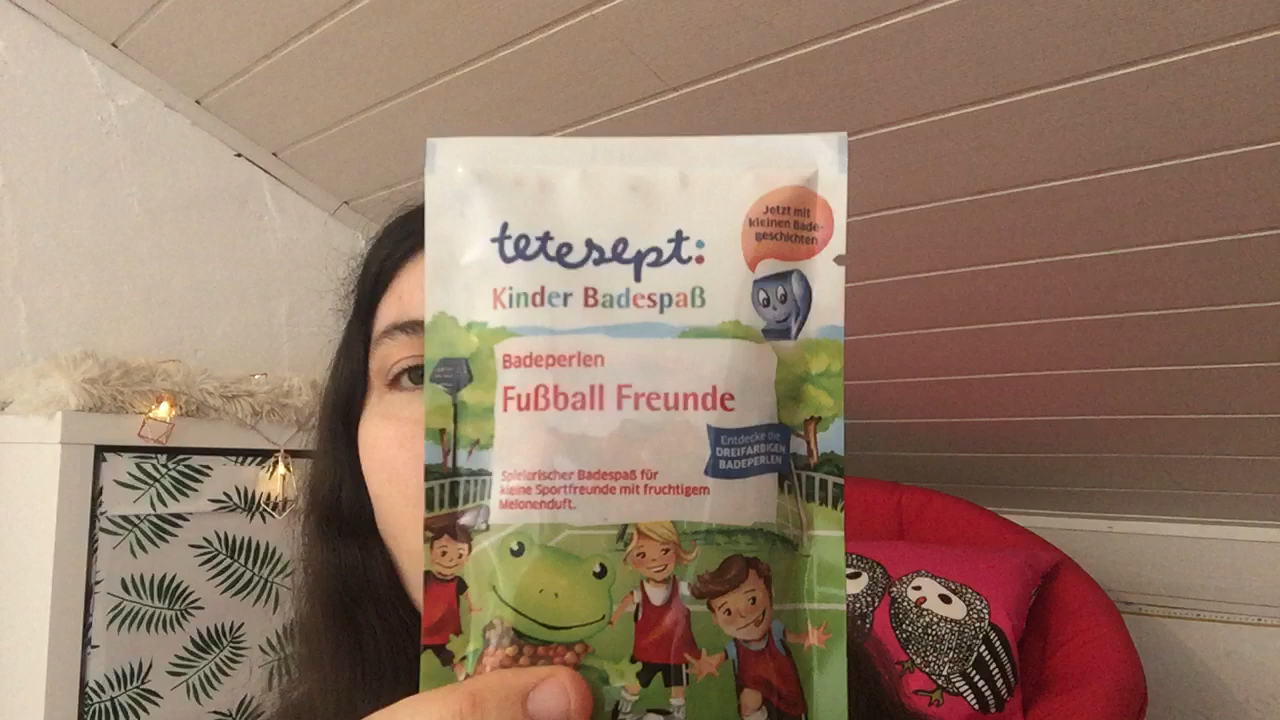 tetesept:
Kinder Badespaß
Jetzt mit
kleinen Bade-
geschichten
Badeperlen
Fußball Freunde
Entdecke die
DREIFARBIGEN
BADEPERLEN
Spielerischer Badespaß für
kleine Sportfreunde mit fruchtigem
Melonenduft.